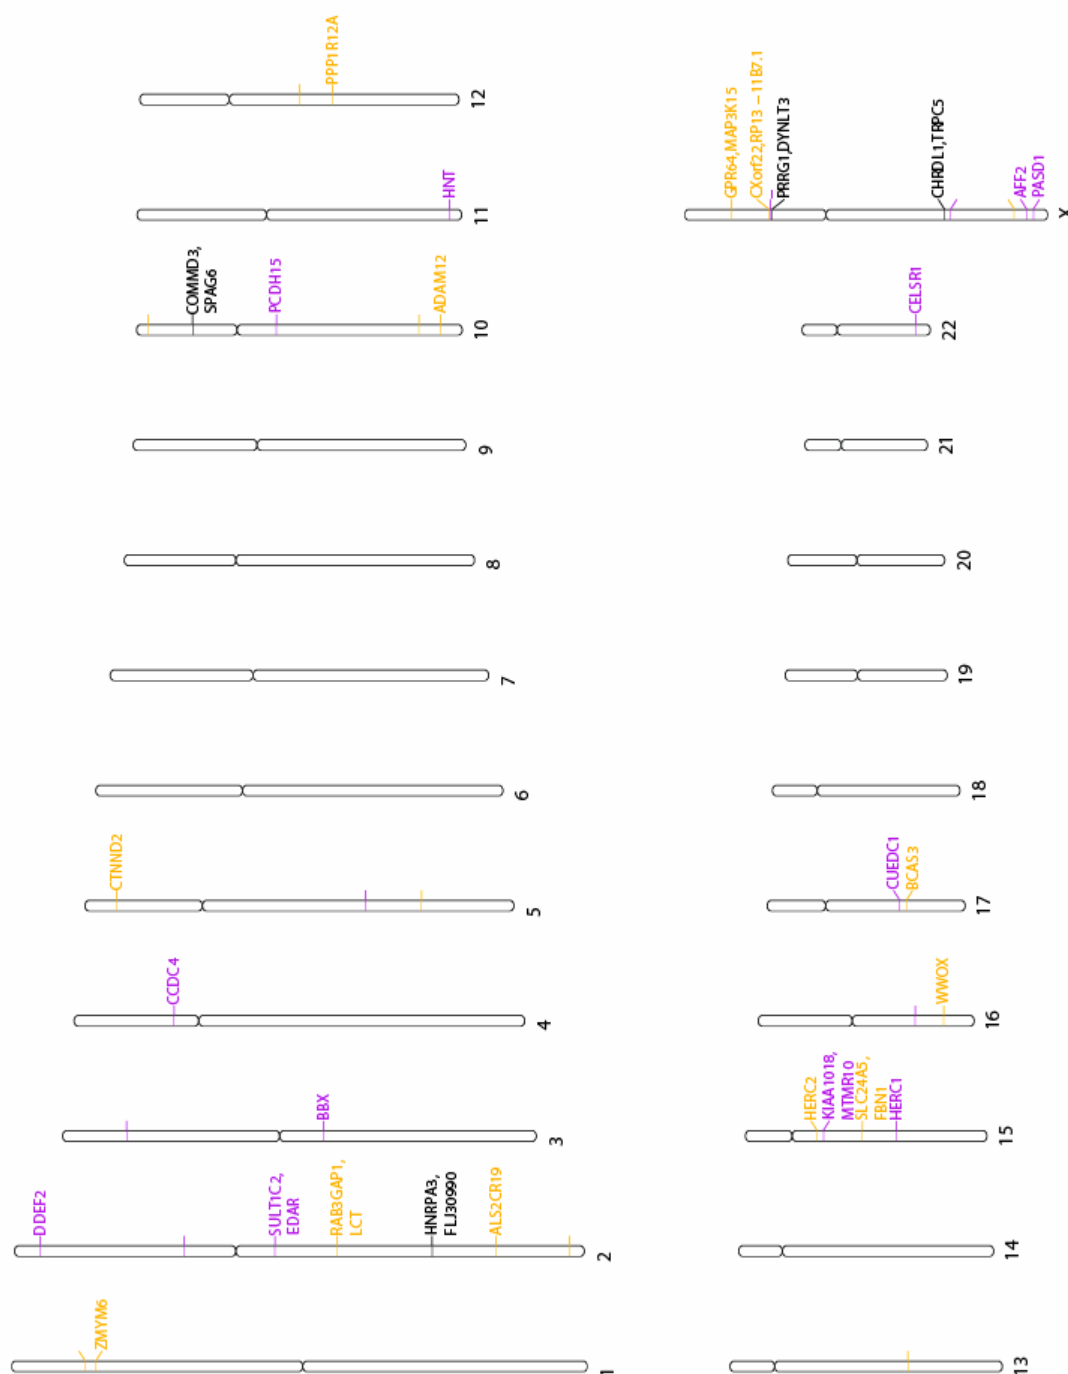 ZMYM6
1
DDEF2
SULT1C2,
EDAR
RAB3GAP1,
LCT
HNRPA3,
FLJ30990
ALS2CR19
2
BBX
3
CCDC4
4
CTNND2
5
6
7
8
9
COMMD3,
SPAG6
PCDH15
ADAM12
10
HNT
11
PPP1R12A
12
13
14
HERC2
KIAA1018,
MTMR10
SLC24A5,
FBN1
HERC1
15
WWOX
16
CUEDC1
BCAS3
17
18
19
20
21
CELSR1
22
GPR64,MAP3K15
CXorf22,RP13 – 11B7.1
PRRG1,DYNLT3
CHRDL1,TRPC5
AFF2
PASD1
X